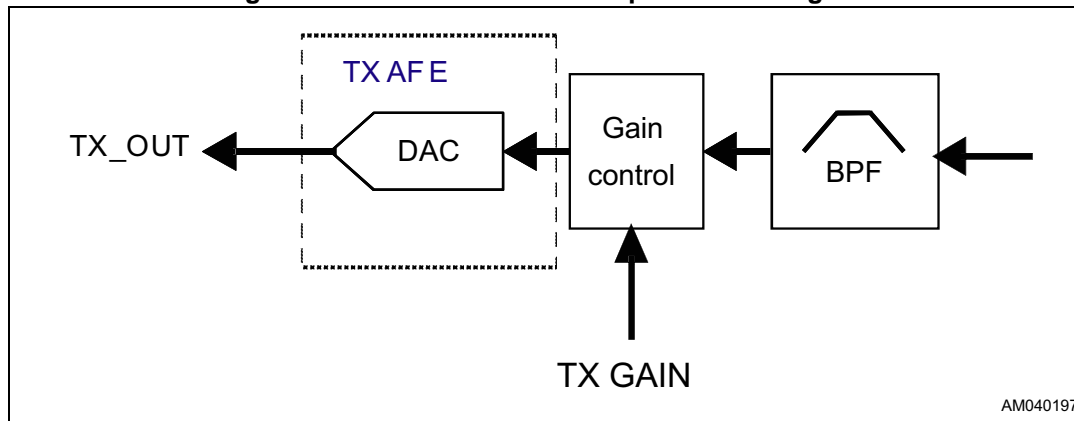 TX AFE
TX_OUT
DAC
Gain
control
BPF
TX GAIN
AM040197